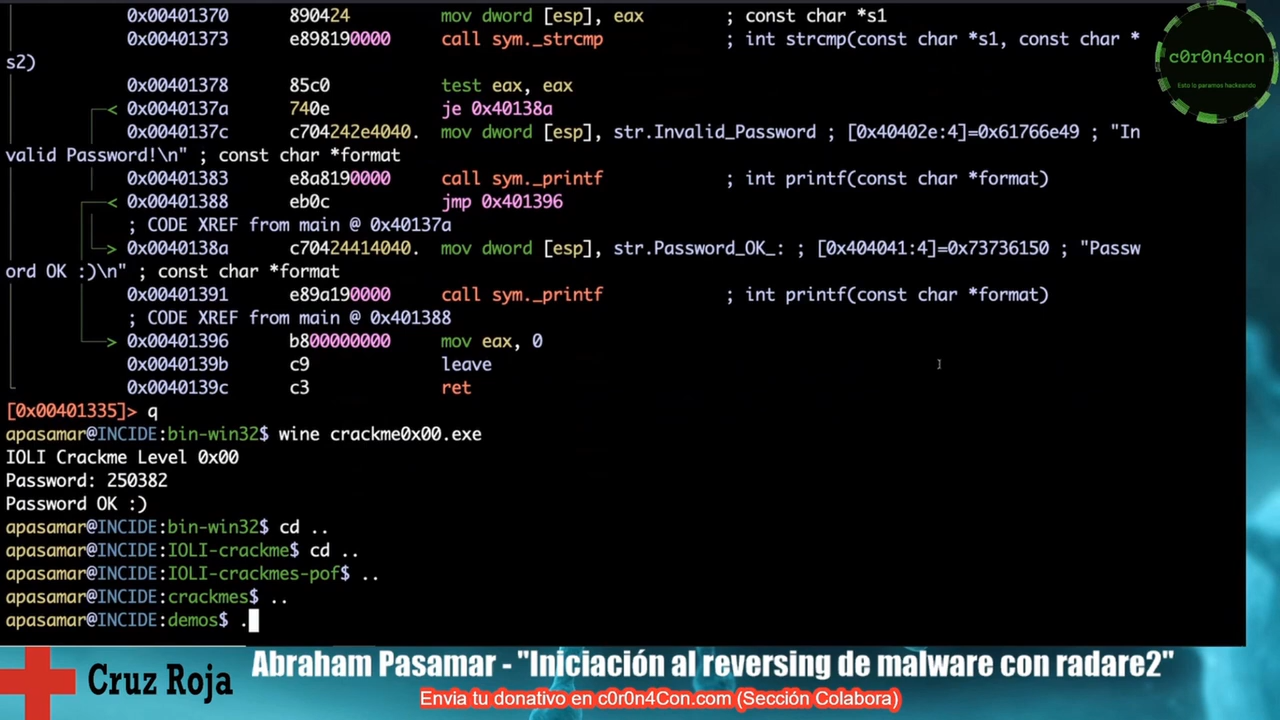 0x00401370 890424 mov dword [esp], eax ; const char *s1
0x00401373 e898190000 call sym._strcmp ; int strcmp(const char *s1, const char *
s2)
0x00401378 85c0 test eax, eax
0x0040137a 740e je 0x40138a
0x0040137c c704242e4040. mov dword [esp], str.Invalid_Password ; [0x40402e:4]=0x61766e49 ; "In
valid Password!\n" ; const char *format
0x00401383 e8a8190000 call sym._printf ; int printf(const char *format)
0x00401388 eb0c jmp 0x401396
; CODE XREF from main @ 0x40137a
0x0040138a c70424414040. mov dword [esp], str.Password_OK_: ; [0x404041:4]=0x73736150 ; "Passw
ord OK :)\n" ; const char *format
0x00401391 e89a190000 call sym._printf ; int printf(const char *format)
; CODE XREF from main @ 0x401388
0x00401396 b800000000 mov eax, 0
0x0040139b c9 leave
0x0040139c c3 ret
[0x00401335]> q
apasamar@INCIDE:bin-win32$ wine crackme0x00.exe
IOLI Crackme Level 0x00
Password: 250382
Password OK :)
apasamar@INCIDE:bin-win32$ cd ..
apasamar@INCIDE:IOLI-crackme$ cd ..
apasamar@INCIDE:IOLI-crackmes-pof$ ..
apasamar@INCIDE:crackmes$ ..
apasamar@INCIDE:demos$ .
c0r0n4con
Esto lo paramos hackeando
Cruz Roja
Abraham Pasamar - "Iniciación al reversing de malware con radare2"
Envia tu donativo en c0r0n4Con.com (Sección Colabora)